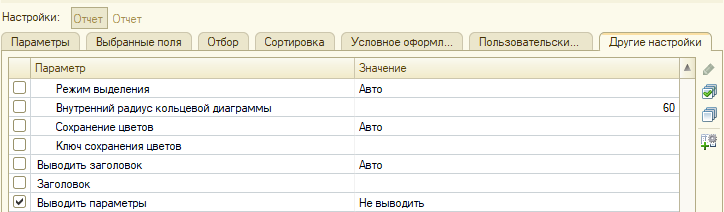 Настройки: Отчет Отчет
Параметры Выбранные поля Отбор Сортировка Условное оформл... Пользовательски... Другие настройки
Параметр Значение
Режим выделения Авто
Внутренний радиус кольцевой диаграммы 60
Сохранение цветов Авто
Ключ сохранения цветов
Выводить заголовок Авто
Заголовок
Выводить параметры Не выводить